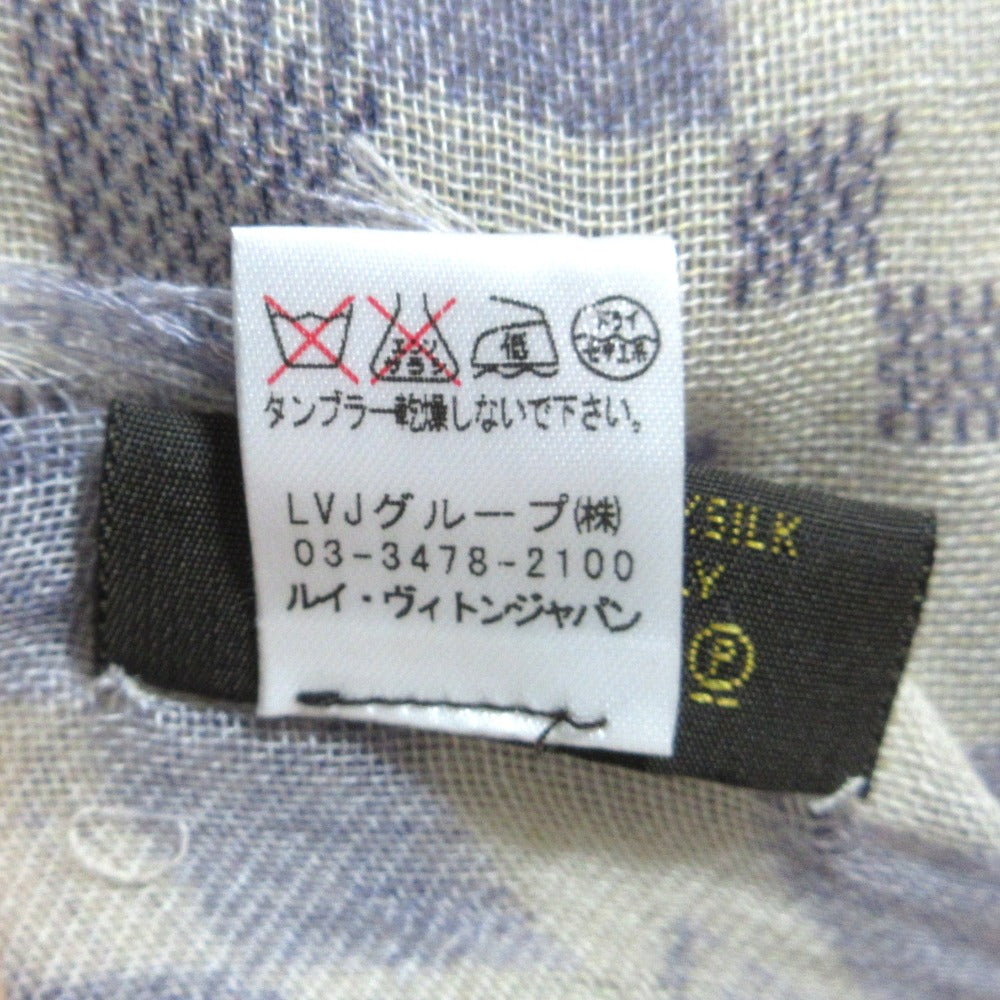 エンソ
サラシ
低
ドライ
セキユ系
タンブラー乾燥しないで下さい。
LVJグループ㈱
03-3478-2100
ルイ・ヴィトンジャパン
SILK
Y
P